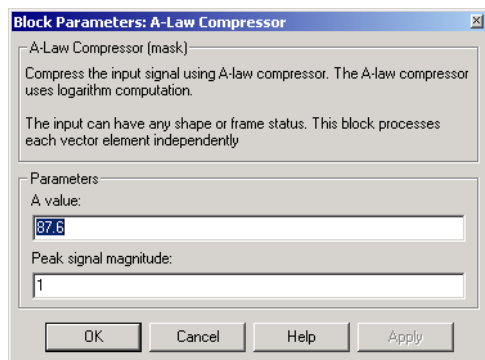 Block Parameters: A-Law Compressor
A-Law Compressor (mask)
Compress the input signal using A-law compressor. The A-law compressor
uses logarithm computation.
The input can have any shape or frame status. This block processes
each vector element independently
Parameters
A value:
87.6
Peak signal magnitude:
1
OK Cancel Help Apply